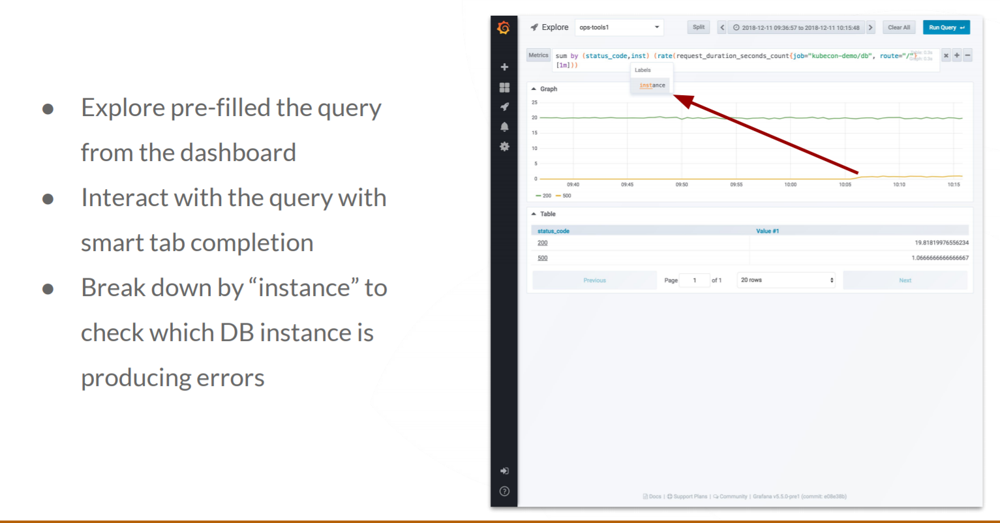 ● Explore pre-filled the query
from the dashboard
● Interact with the query with
smart tab completion
● Break down by “instance” to
check which DB instance is
producing errors
Explore ops-tools1 Split 2018-12-11 09:36:57 to 2018-12-11 10:15:48 Clear All Run Query
Metrics sum by (status_code,inst) (rate(request_duration_seconds_count{job="kubecon-demo/db", route="/"}
[1m]))
Table: 0.3s
Graph: 0.3s
Labels
instance
Graph
25
20
15
10
5
0
09:40 09:45 09:50 09:55 10:00 10:05 10:10 10:15
200 500
Table
status_code Value #1
200 19.81819976556234
500 1.0666666666666667
Previous Page 1 of 1 20 rows Next
Docs | Support Plans | Community | Grafana v5.5.0-pre1 (commit: e08e38b)